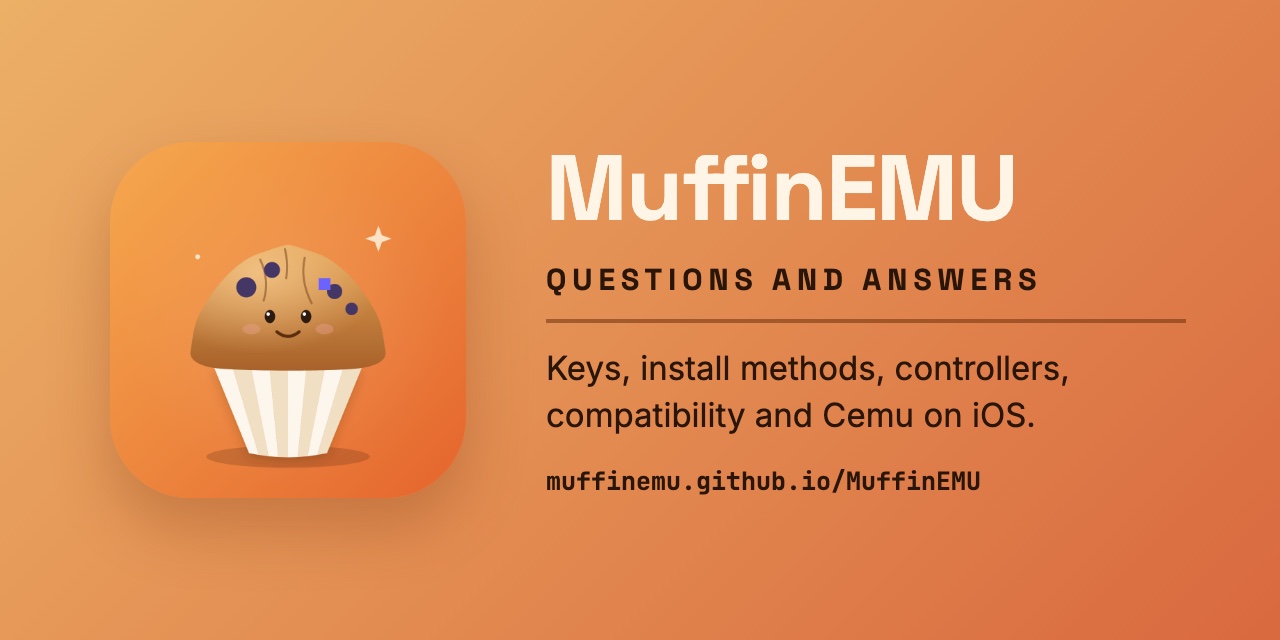 MuffinEMU
QUESTIONS AND ANSWERS
Keys, install methods, controllers,
compatibility and Cemu on iOS.
muffinemu.github.io/MuffinEMU